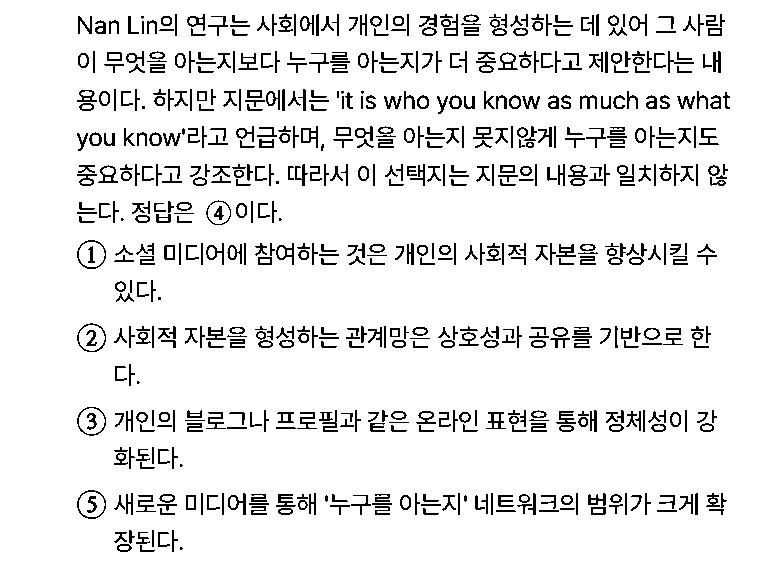 Nan Lin의 연구는 사회에서 개인의 경험을 형성하는 데 있어 그 사람
이 무엇을 아는지보다 누구를 아는지가 더 중요하다고 제안한다는 내
용이다. 하지만 지문에서는 'it is who you know as much as what
you know'라고 언급하며, 무엇을 아는지 못지않게 누구를 아는지도
중요하다고 강조한다. 따라서 이 선택지는 지문의 내용과 일치하지 않
는다. 정답은 ④이다.
① 소셜 미디어에 참여하는 것은 개인의 사회적 자본을 향상시킬 수
있다.
② 사회적 자본을 형성하는 관계망은 상호성과 공유를 기반으로 한
다.
③ 개인의 블로그나 프로필과 같은 온라인 표현을 통해 정체성이 강
화된다.
⑤ 새로운 미디어를 통해 '누구를 아는지' 네트워크의 범위가 크게 확
장된다.